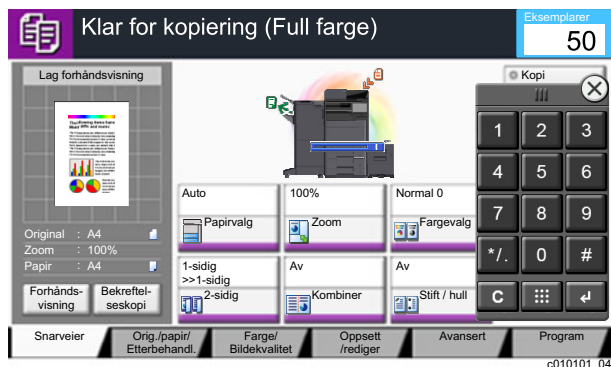 Klar for kopiering (Full farge)
Eksemplarer
50
Lag forhåndsvisning
Original : A4
Zoom : 100%
Papir : A4
Forhånds-
visning
Bekreftel-
seskopi
Auto
Papirvalg
100%
Zoom
Normal 0
Fargevalg
1-sidig
>>1-sidig
2-sidig
Av
Kombiner
Av
Stift / hull
Kopi
1 2 3
4 5 6
7 8 9
*/. 0 #
C
Snarveier
Orig./papir/
Etterbehandl.
Farge/
Bildekvalitet
Oppsett
/rediger
Avansert
Program
c010101_04